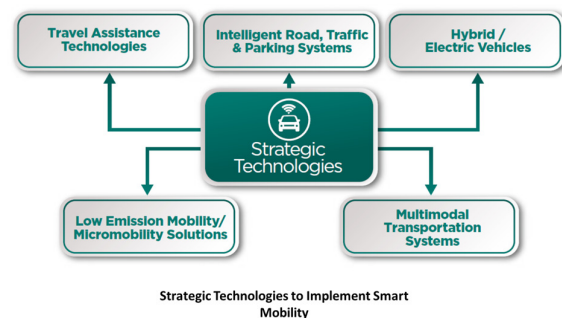 Travel Assistance
Technologies
Intelligent Road, Traffic
& Parking Systems
Hybrid /
Electric Vehicles
Strategic
Technologies
Low Emission Mobility/
Micromobility Solutions
Multimodal
Transportation
Systems
Strategic Technologies to Implement Smart
Mobility